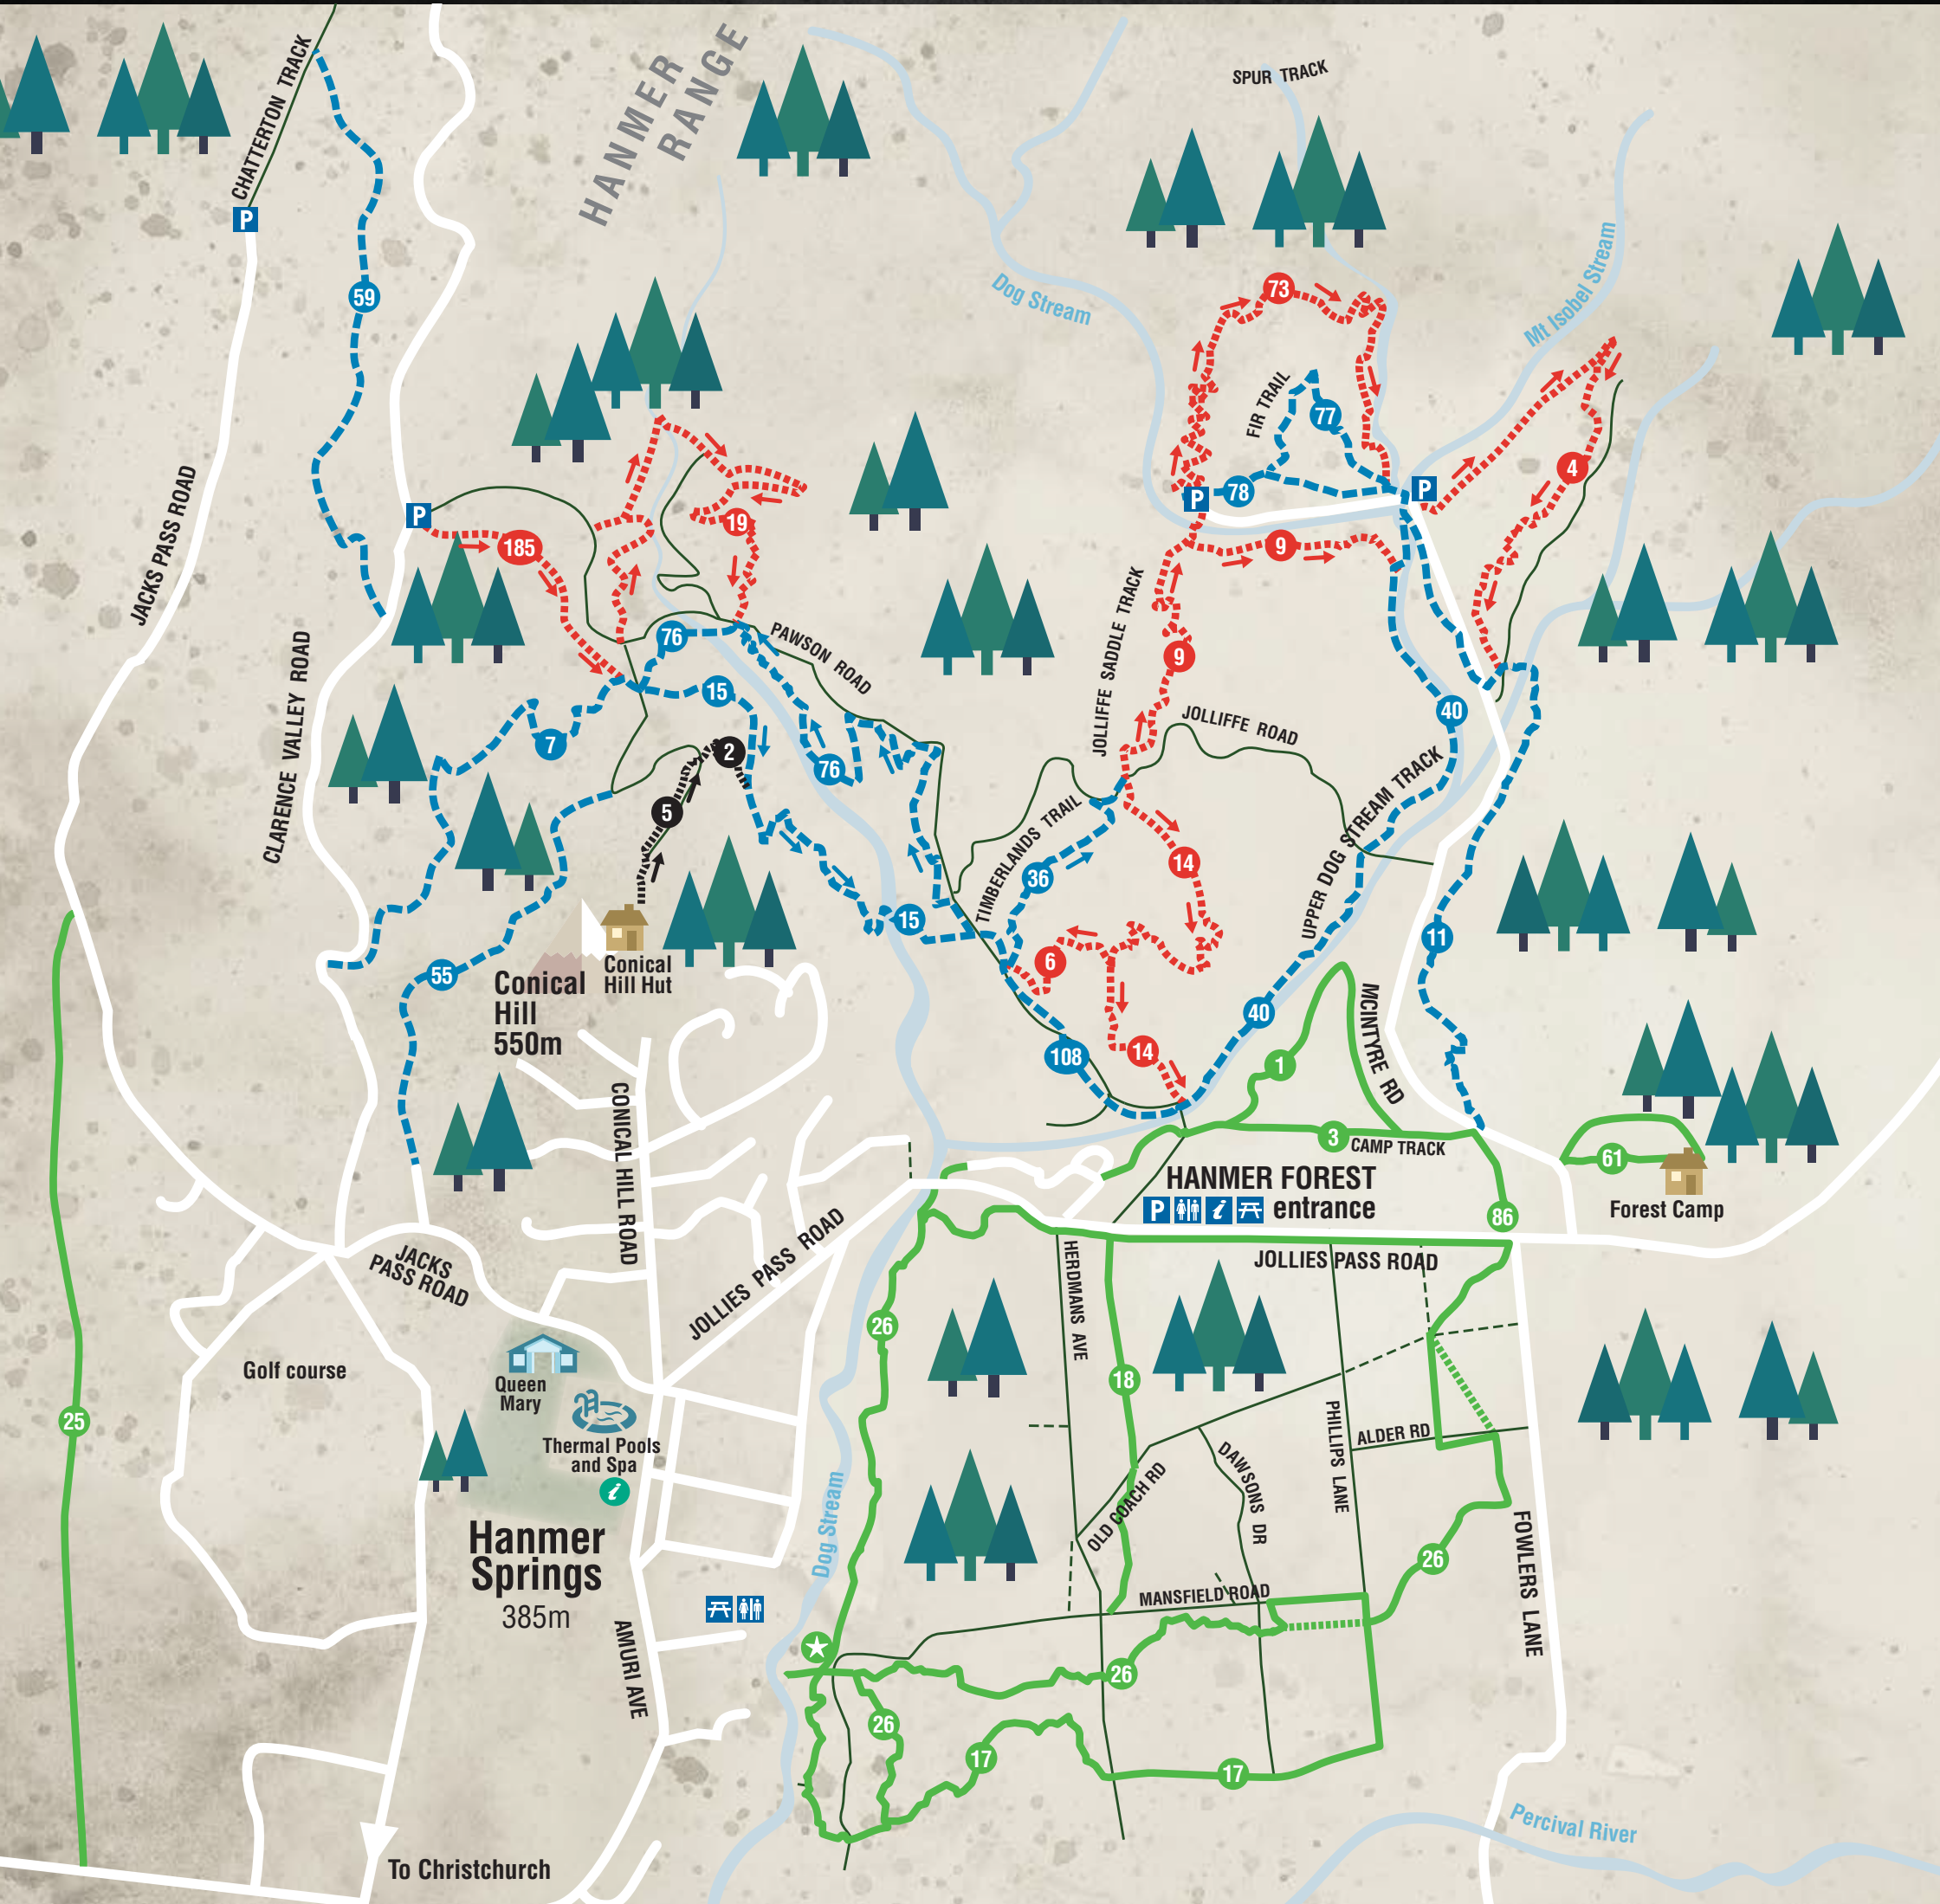 HANMER
RANGE
SPUR TRACK
CHATTERTON TRACK
P
59
Dog Stream
Mt Isobel Stream
73
FIR TRAIL
77
78
P
P
4
P
185
19
9
JACKS PASS ROAD
76
PAWSON ROAD
JOLLIFFE SADDLE TRACK
9
15
JOLLIFFE ROAD
40
CLARENCE VALLEY ROAD
7
2
76
5
TIMBERLANDS TRAIL
36
14
UPPER DOG STREAM TRACK
15
11
6
55
Conical
Hill
550m
Conical
Hill Hut
40
14
108
1
MCINTYRE RD
CONICAL HILL ROAD
3
CAMP TRACK
61
HANMER FOREST
P i entrance
86
Forest Camp
JACKS
PASS ROAD
JOLLIES PASS ROAD
JOLLIES PASS ROAD
HERDMANS AVE
26
Golf course
Queen
Mary
18
25
Thermal Pools
and Spa
i
PHILLIPS LANE
ALDER RD
DAWSONS DR
OLD COACH RD
Dog Stream
Hanmer
Springs
385m
FOWLERS LANE
26
MANSFIELD ROAD
AMURI AVE
26
26
17
17
Percival River
To Christchurch